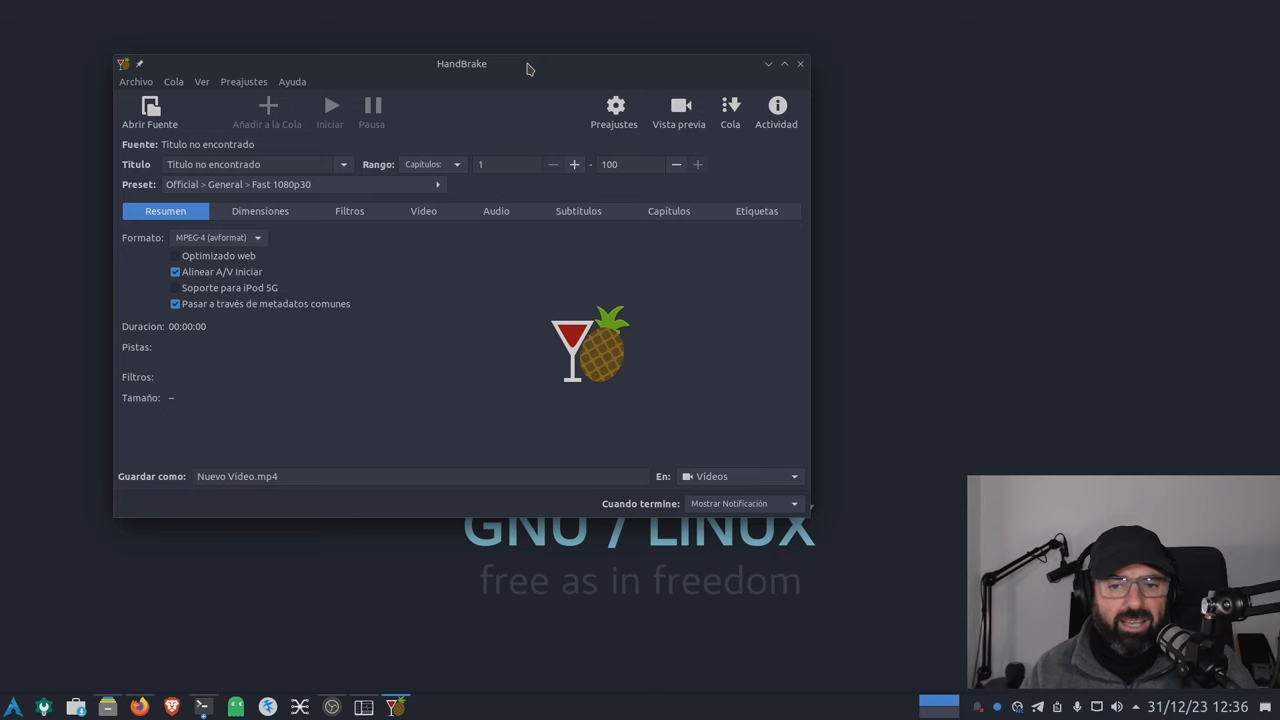 HandBrake
Archivo Cola Ver Preajustes Ayuda
Abrir Fuente Añadir a la Cola Iniciar Pausa Preajustes Vista previa Cola Actividad
Fuente: Titulo no encontrado
Titulo Titulo no encontrado Rango: Capítulos: 1 - 100
Preset: Official > General > Fast 1080p30
Resumen Dimensiones Filtros Video Audio Subtitulos Capítulos Etiquetas
Formato: MPEG-4 (avformat)
Optimizado web
Alinear A/V Iniciar
Soporte para iPod 5G
Pasar a través de metadatos comunes
Duracion: 00:00:00
Pistas:
Filtros:
Tamaño: –
Guardar como: Nuevo Video.mp4 En: Vídeos
Cuando termine: Mostrar Notificación
GNU / LINUX
free as in freedom
31/12/23 12:36